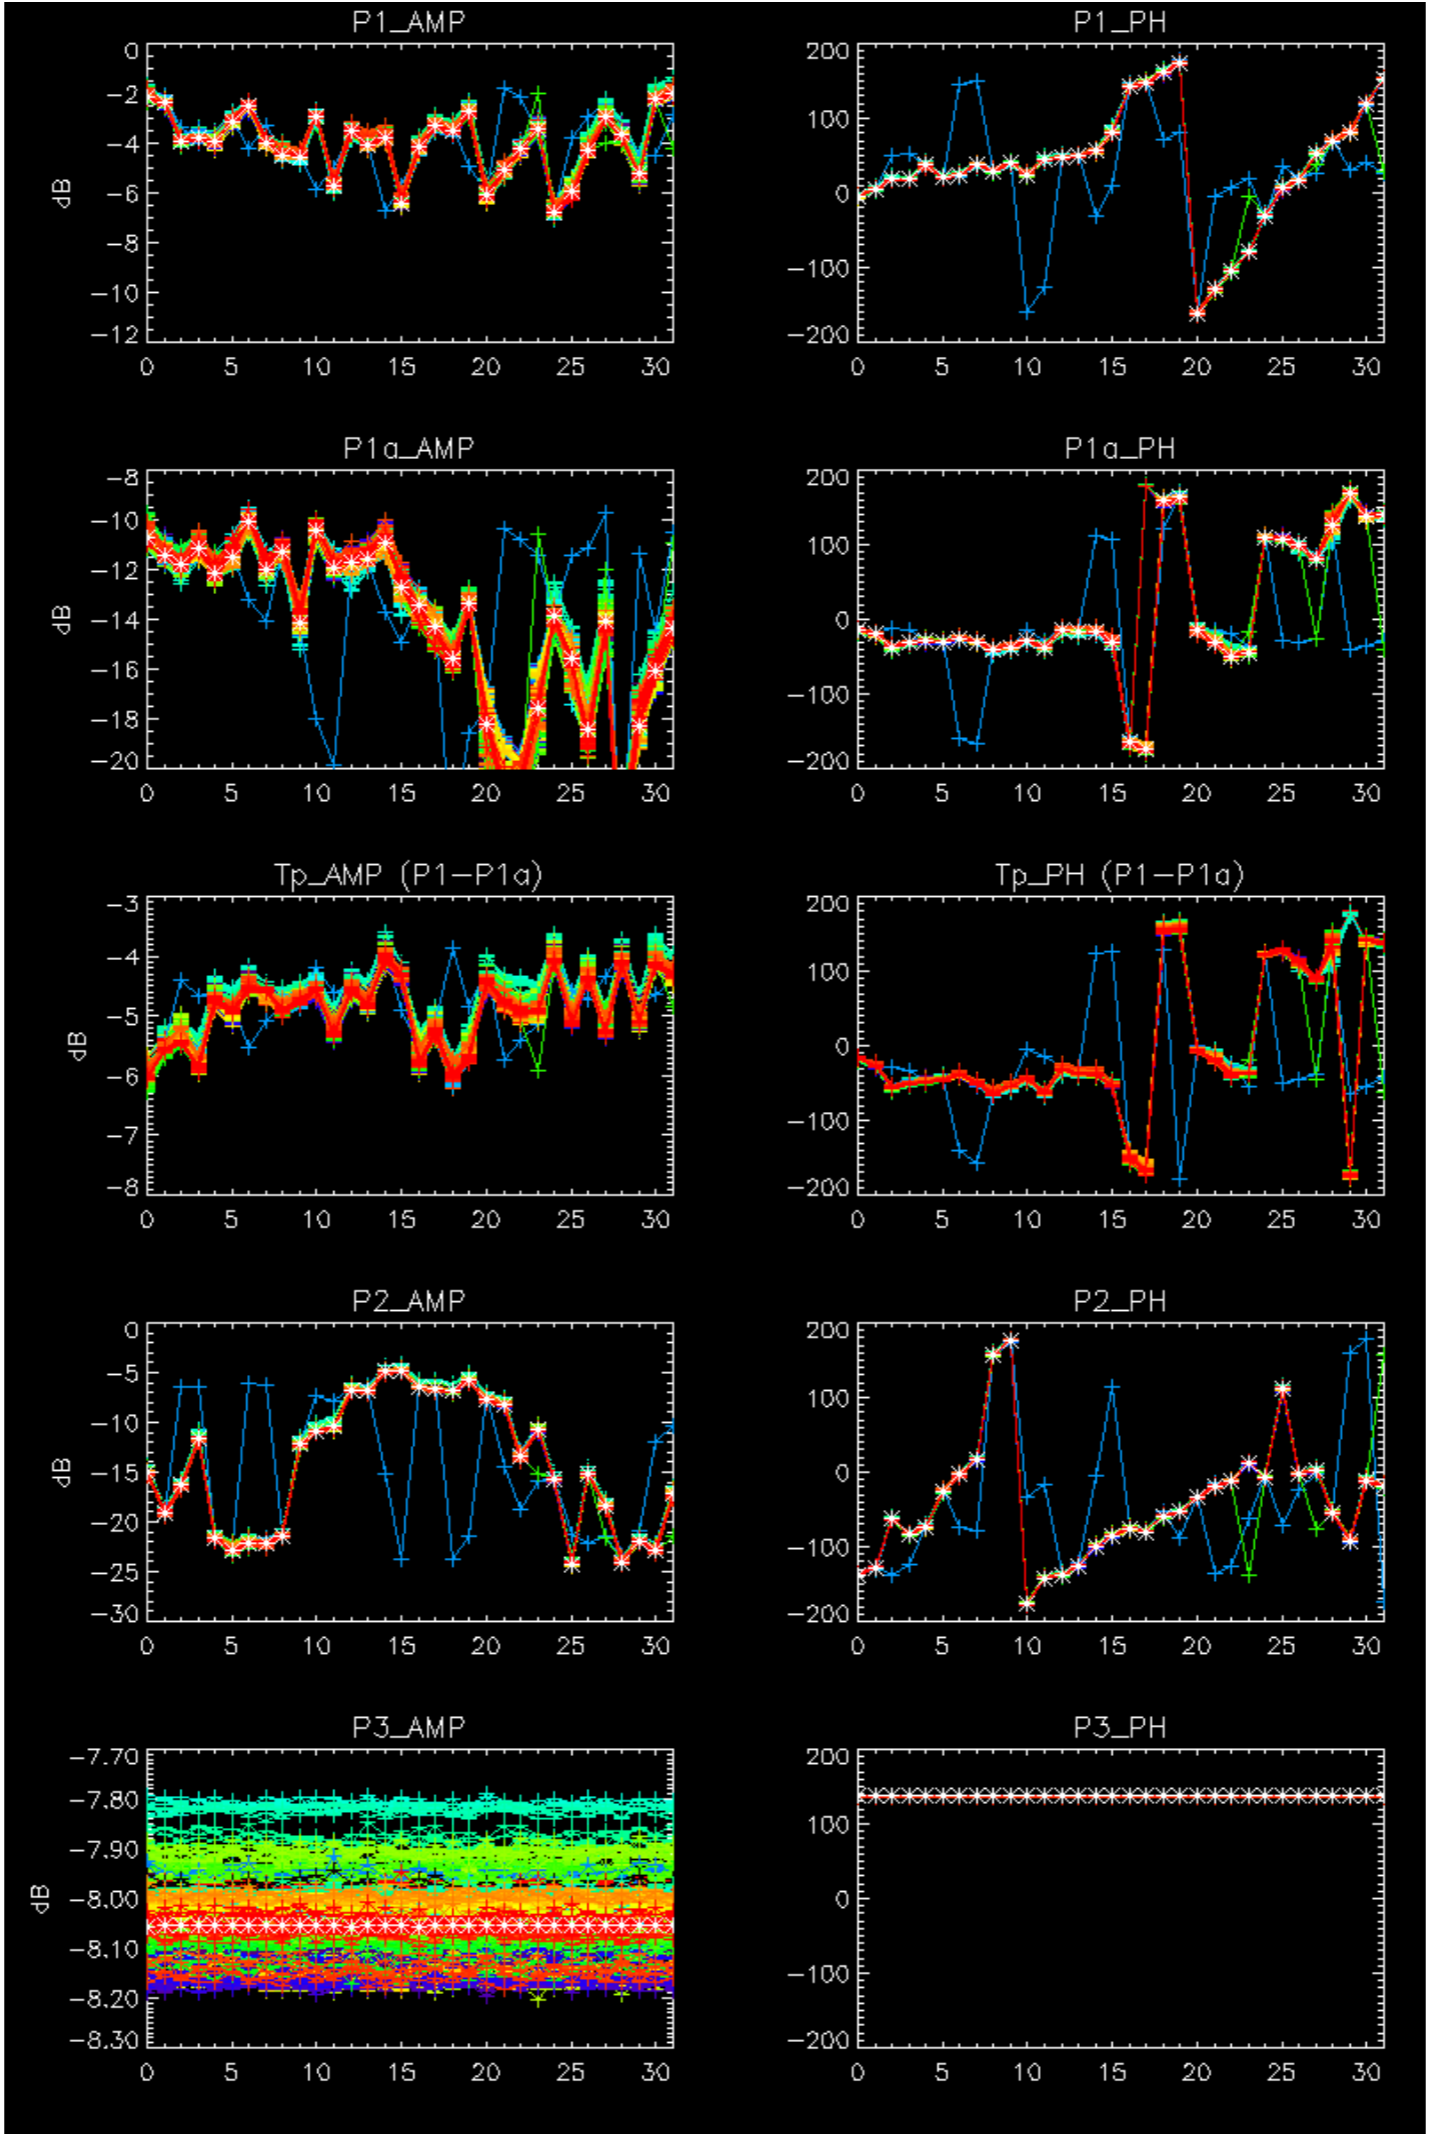 P1_AMP P1_PH
0 200
-2
-4 100
-6 0
-8
-10 -100
-12 -200
dB
0 5 10 15 20 25 30 0 5 10 15 20 25 30
P1a_AMP P1a_PH
-8 200
-10
-12 100
-14 0
-16
-18 -100
-20 -200
dB
0 5 10 15 20 25 30 0 5 10 15 20 25 30
Tp_AMP (P1-P1a) Tp_PH (P1-P1a)
-3 200
-4 100
-5 0
-6
-7 -100
-8 -200
dB
0 5 10 15 20 25 30 0 5 10 15 20 25 30
P2_AMP P2_PH
0 200
-5
-10 100
-15 0
-20
-25 -100
-30 -200
dB
0 5 10 15 20 25 30 0 5 10 15 20 25 30
P3_AMP P3_PH
-7.70 200
-7.80
-7.90 100
-8.00 0
-8.10
-8.20 -100
-8.30 -200
dB
0 5 10 15 20 25 30 0 5 10 15 20 25 30